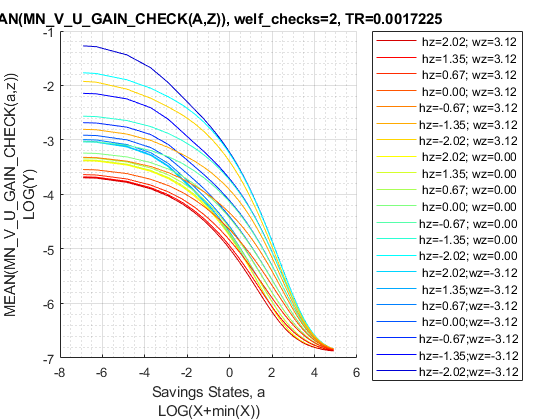 AN(MN_V_U_GAIN_CHECK(A,Z)), welf_checks=2, TR=0.0017225
MEAN(MN_V_U_GAIN_CHECK(a,z))
LOG(Y)
-1
-2
-3
-4
-5
-6
-7
-8
-6
-4
-2
0
2
4
6
Savings States, a
LOG(X+min(X))
hz=2.02; wz=3.12
hz=1.35; wz=3.12
hz=0.67; wz=3.12
hz=0.00; wz=3.12
hz=-0.67; wz=3.12
hz=-1.35; wz=3.12
hz=-2.02; wz=3.12
hz=2.02; wz=0.00
hz=1.35; wz=0.00
hz=0.67; wz=0.00
hz=0.00; wz=0.00
hz=-0.67; wz=0.00
hz=-1.35; wz=0.00
hz=-2.02; wz=0.00
hz=2.02;wz=-3.12
hz=1.35;wz=-3.12
hz=0.67;wz=-3.12
hz=0.00;wz=-3.12
hz=-0.67;wz=-3.12
hz=-1.35;wz=-3.12
hz=-2.02;wz=-3.12